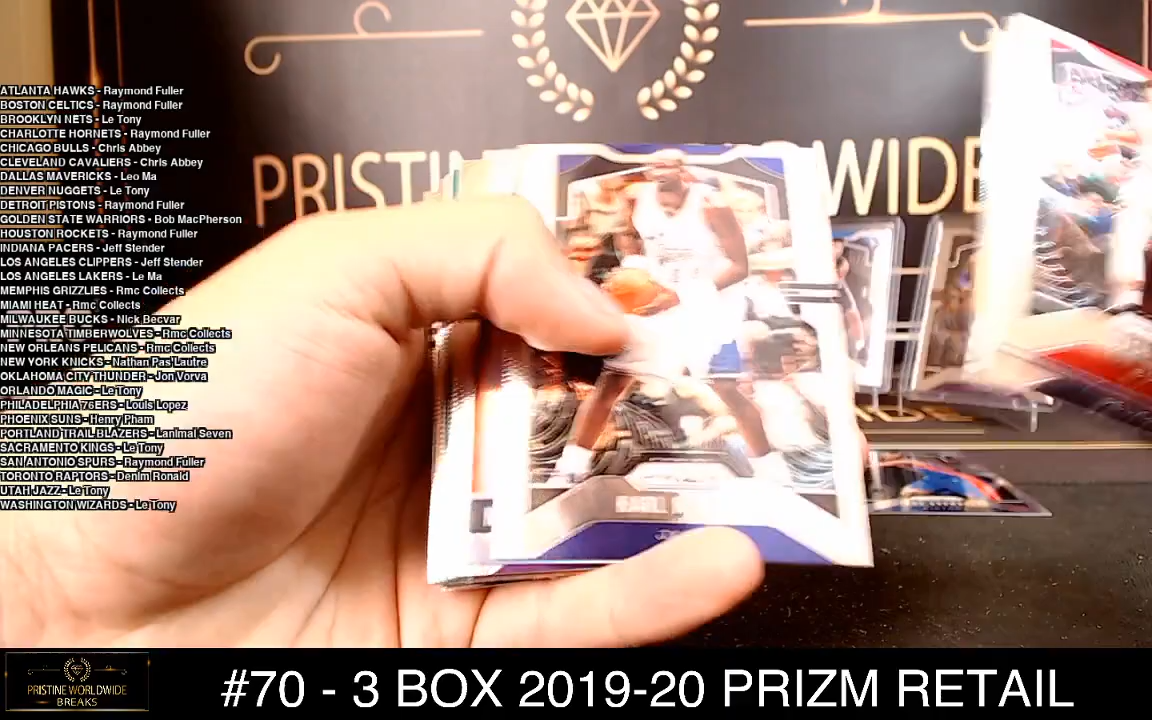 PRISTINE WORLDWIDE
ATLANTA HAWKS - Raymond Fuller
BOSTON CELTICS - Raymond Fuller
BROOKLYN NETS - Le Tony
CHARLOTTE HORNETS - Raymond Fuller
CHICAGO BULLS - Chris Abbey
CLEVELAND CAVALIERS - Chris Abbey
DALLAS MAVERICKS - Leo Ma
DENVER NUGGETS - Le Tony
DETROIT PISTONS - Raymond Fuller
GOLDEN STATE WARRIORS - Bob MacPherson
HOUSTON ROCKETS - Raymond Fuller
INDIANA PACERS - Jeff Stender
LOS ANGELES CLIPPERS - Jeff Stender
LOS ANGELES LAKERS - Le Ma
MEMPHIS GRIZZLIES - Rmc Collects
MIAMI HEAT - Rmc Collects
MILWAUKEE BUCKS - Nick Becvar
MINNESOTA TIMBERWOLVES - Rmc Collects
NEW ORLEANS PELICANS - Rmc Collects
NEW YORK KNICKS - Nathan Pas'Lautre
OKLAHOMA CITY THUNDER - Jon Vorva
ORLANDO MAGIC - Le Tony
PHILADELPHIA 76ERS - Louis Lopez
PHOENIX SUNS - Henry Pham
PORTLAND TRAIL BLAZERS - Lanimal Seven
SACRAMENTO KINGS - Le Tony
SAN ANTONIO SPURS - Raymond Fuller
TORONTO RAPTORS - Denim Ronald
UTAH JAZZ - Le Tony
WASHINGTON WIZARDS - Le Tony
PRISTINE WORLDWIDE
BREAKS
#70 - 3 BOX 2019-20 PRIZM RETAIL